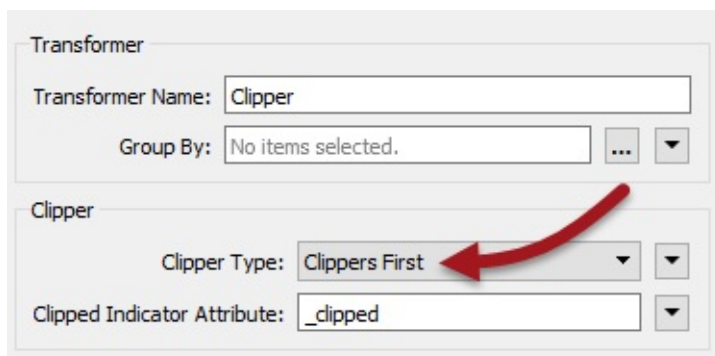 Transformer
Transformer Name: Clipper
Group By: No items selected. ...
Clipper
Clipper Type: Clippers First
Clipped Indicator Attribute: _clipped